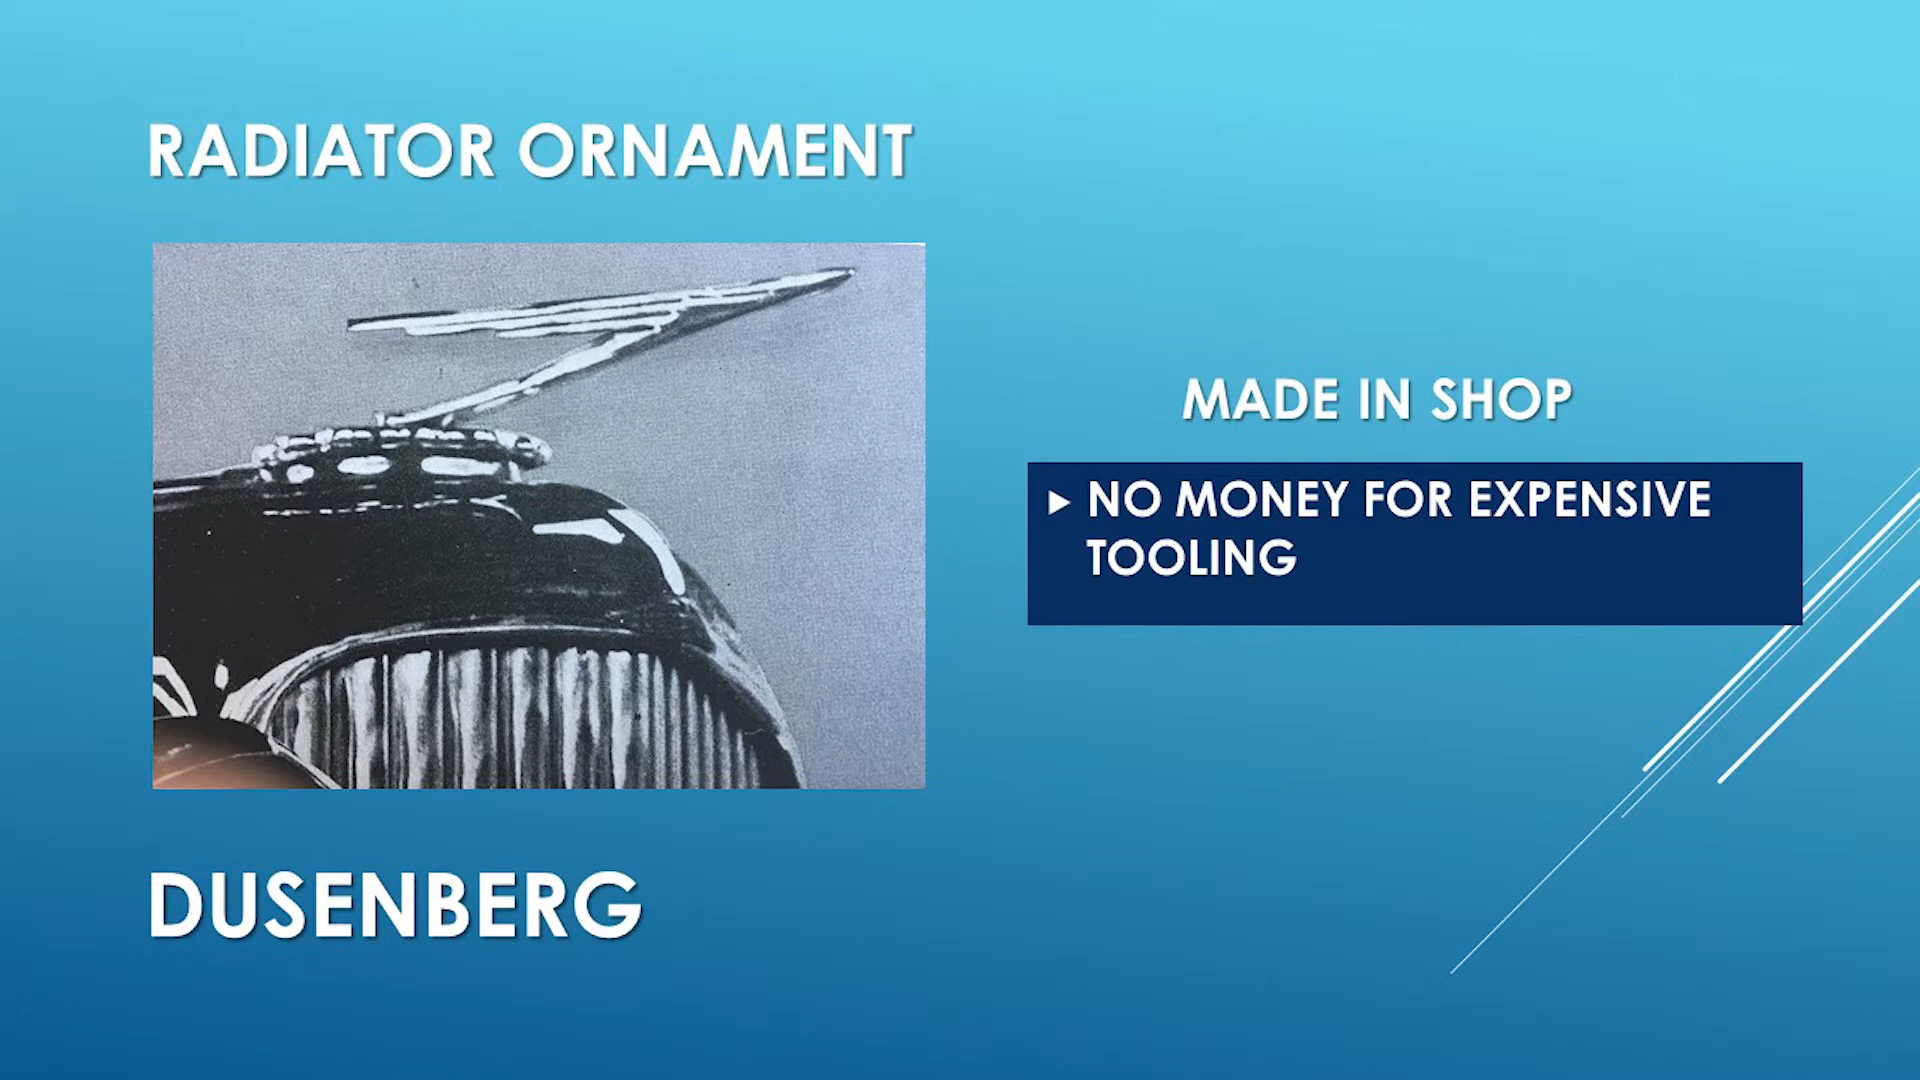 RADIATOR ORNAMENT
MADE IN SHOP
NO MONEY FOR EXPENSIVE
TOOLING
DUSENBERG